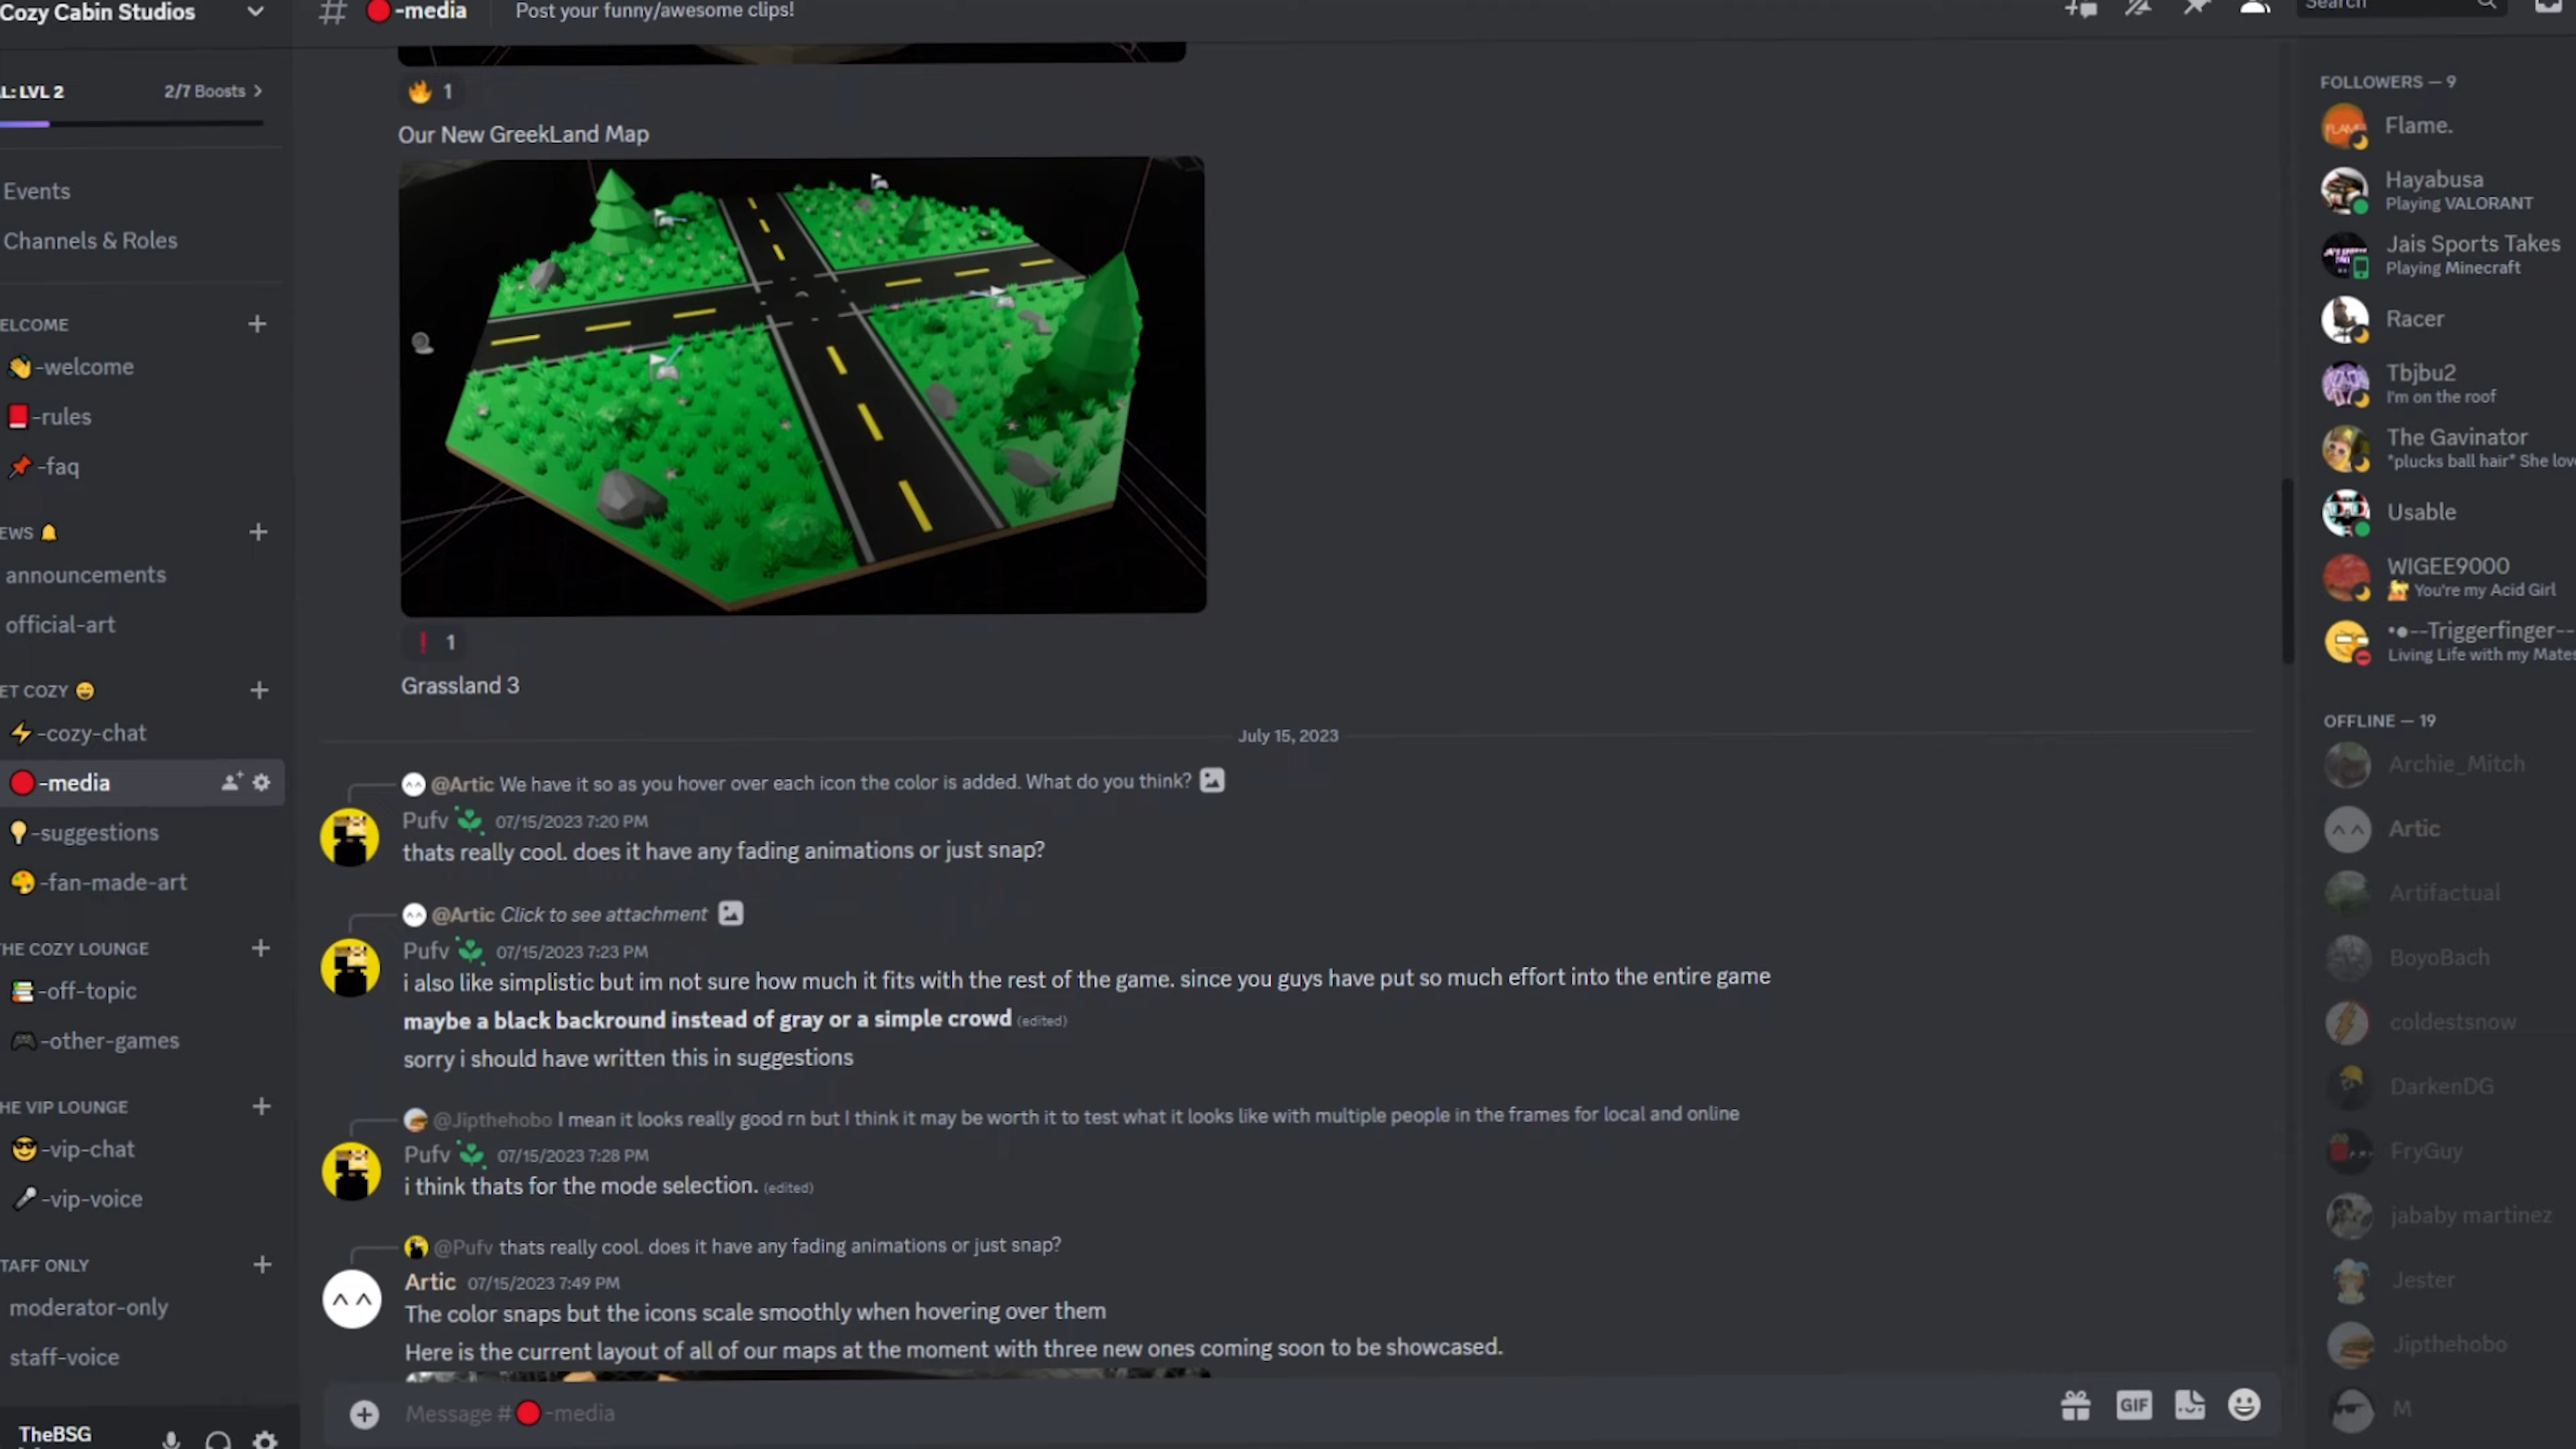 Cozy Cabin Studios
-media
Post your funny/awesome clips!
Search
L: LVL 2
2/7 Boosts
Events
Channels & Roles
ELCOME
-welcome
-rules
-faq
EWS
announcements
official-art
ET COZY
-cozy-chat
-media
-suggestions
-fan-made-art
HE COZY LOUNGE
-off-topic
-other-games
HE VIP LOUNGE
-vip-chat
-vip-voice
TAFF ONLY
moderator-only
staff-voice
TheBSG
1
Our New GreekLand Map
1
Grassland 3
July 15, 2023
@Artic We have it so as you hover over each icon the color is added. What do you think?
Pufv 07/15/2023 7:20 PM
thats really cool. does it have any fading animations or just snap?
@Artic Click to see attachment
Pufv 07/15/2023 7:23 PM
i also like simplistic but im not sure how much it fits with the rest of the game. since you guys have put so much effort into the entire game
maybe a black backround instead of gray or a simple crowd (edited)
sorry i should have written this in suggestions
@Jipthehobo I mean it looks really good rn but I think it may be worth it to test what it looks like with multiple people in the frames for local and online
Pufv 07/15/2023 7:28 PM
i think thats for the mode selection. (edited)
@Pufv thats really cool. does it have any fading animations or just snap?
Artic 07/15/2023 7:49 PM
The color snaps but the icons scale smoothly when hovering over them
Here is the current layout of all of our maps at the moment with three new ones coming soon to be showcased.
Message # -media
GIF
FOLLOWERS — 9
Flame.
Hayabusa
Playing VALORANT
Jais Sports Takes
Playing Minecraft
Racer
Tbjbu2
I'm on the roof
The Gavinator
*plucks ball hair* She lov
Usable
WIGEE9000
You're my Acid Girl
•●--Triggerfinger--
Living Life with my Mates
OFFLINE — 19
Archie_Mitch
Artic
Artifactual
BoyoBach
coldestsnow
DarkenDG
FryGuy
jababy martinez
Jester
Jipthehobo
M